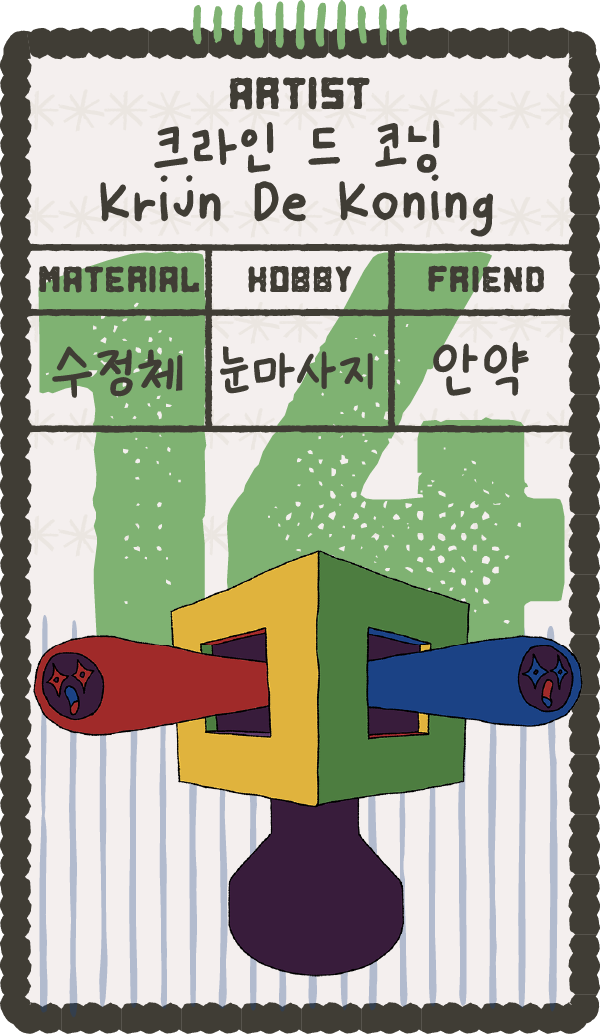 ARTIST
크라인 드 코닝
Krijn De Koning
MATERIAL HOBBY FRIEND
수정체 눈마사지 안약
14